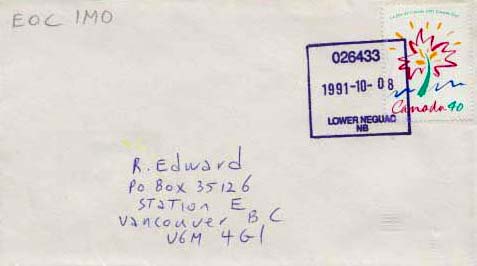 EOC IMO
026433
1991-10-08
LOWER NEGUAC
NB
Canada 40
R. Edward
PO BOX 35126
STATION E
VANCOUVER B C
V6M 4G1